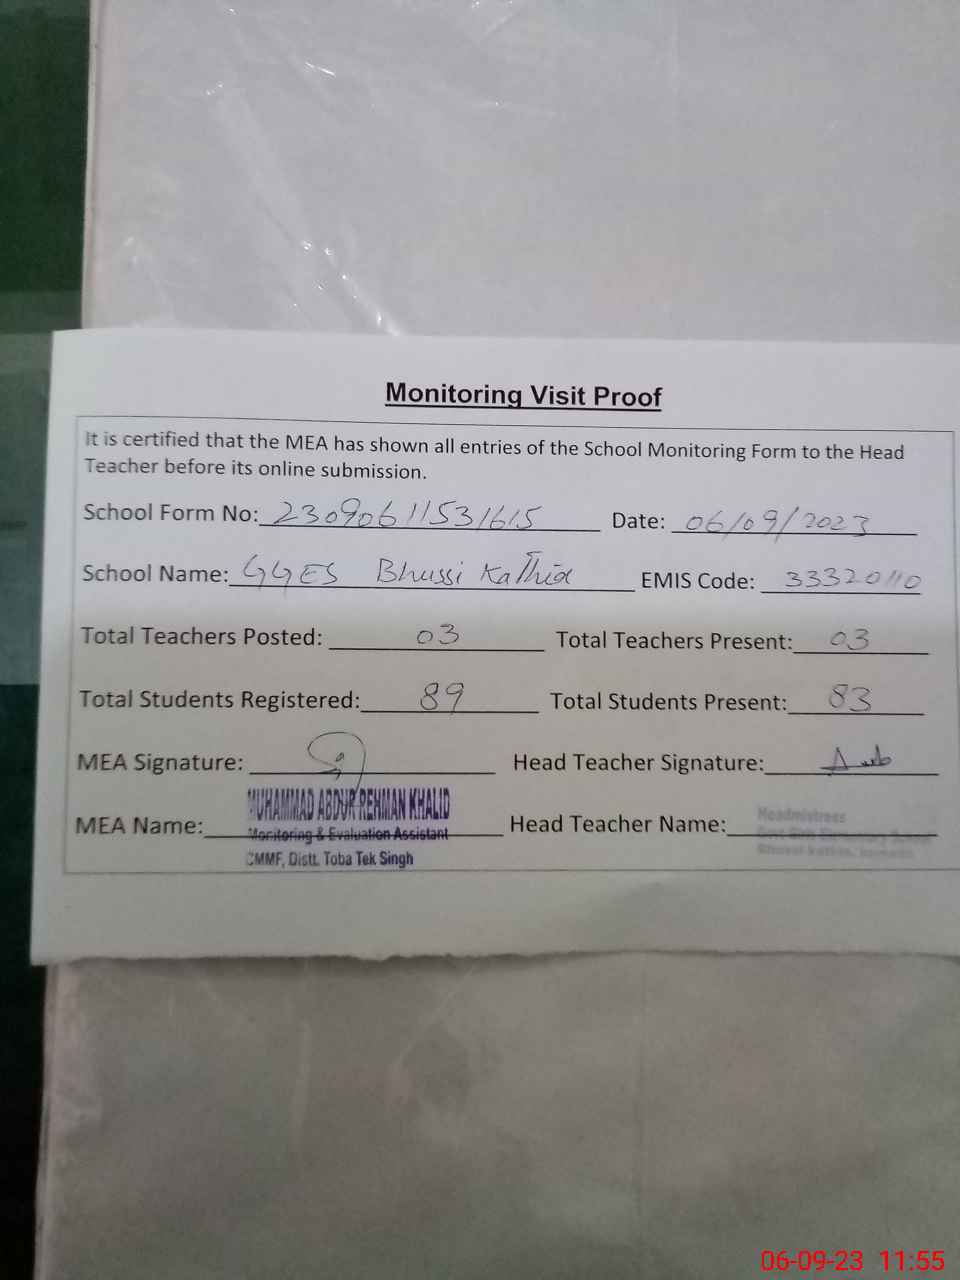 Monitoring Visit Proof
It is certified that the MEA has shown all entries of the School Monitoring Form to the Head
Teacher before its online submission.
School Form No: 23090611531615 Date: 06/09/2023
School Name: GGES Bhussi Kathia EMIS Code: 33320110
Total Teachers Posted: 03 Total Teachers Present: 03
Total Students Registered: 89 Total Students Present: 83
MEA Signature: Head Teacher Signature:
MUHAMMAD ABDUR REHMAN KHALID
MEA Name: Monitoring & Evaluation Assistant Head Teacher Name: Headmistress
CMMF, Distt. Toba Tek Singh
06-09-23 11:55